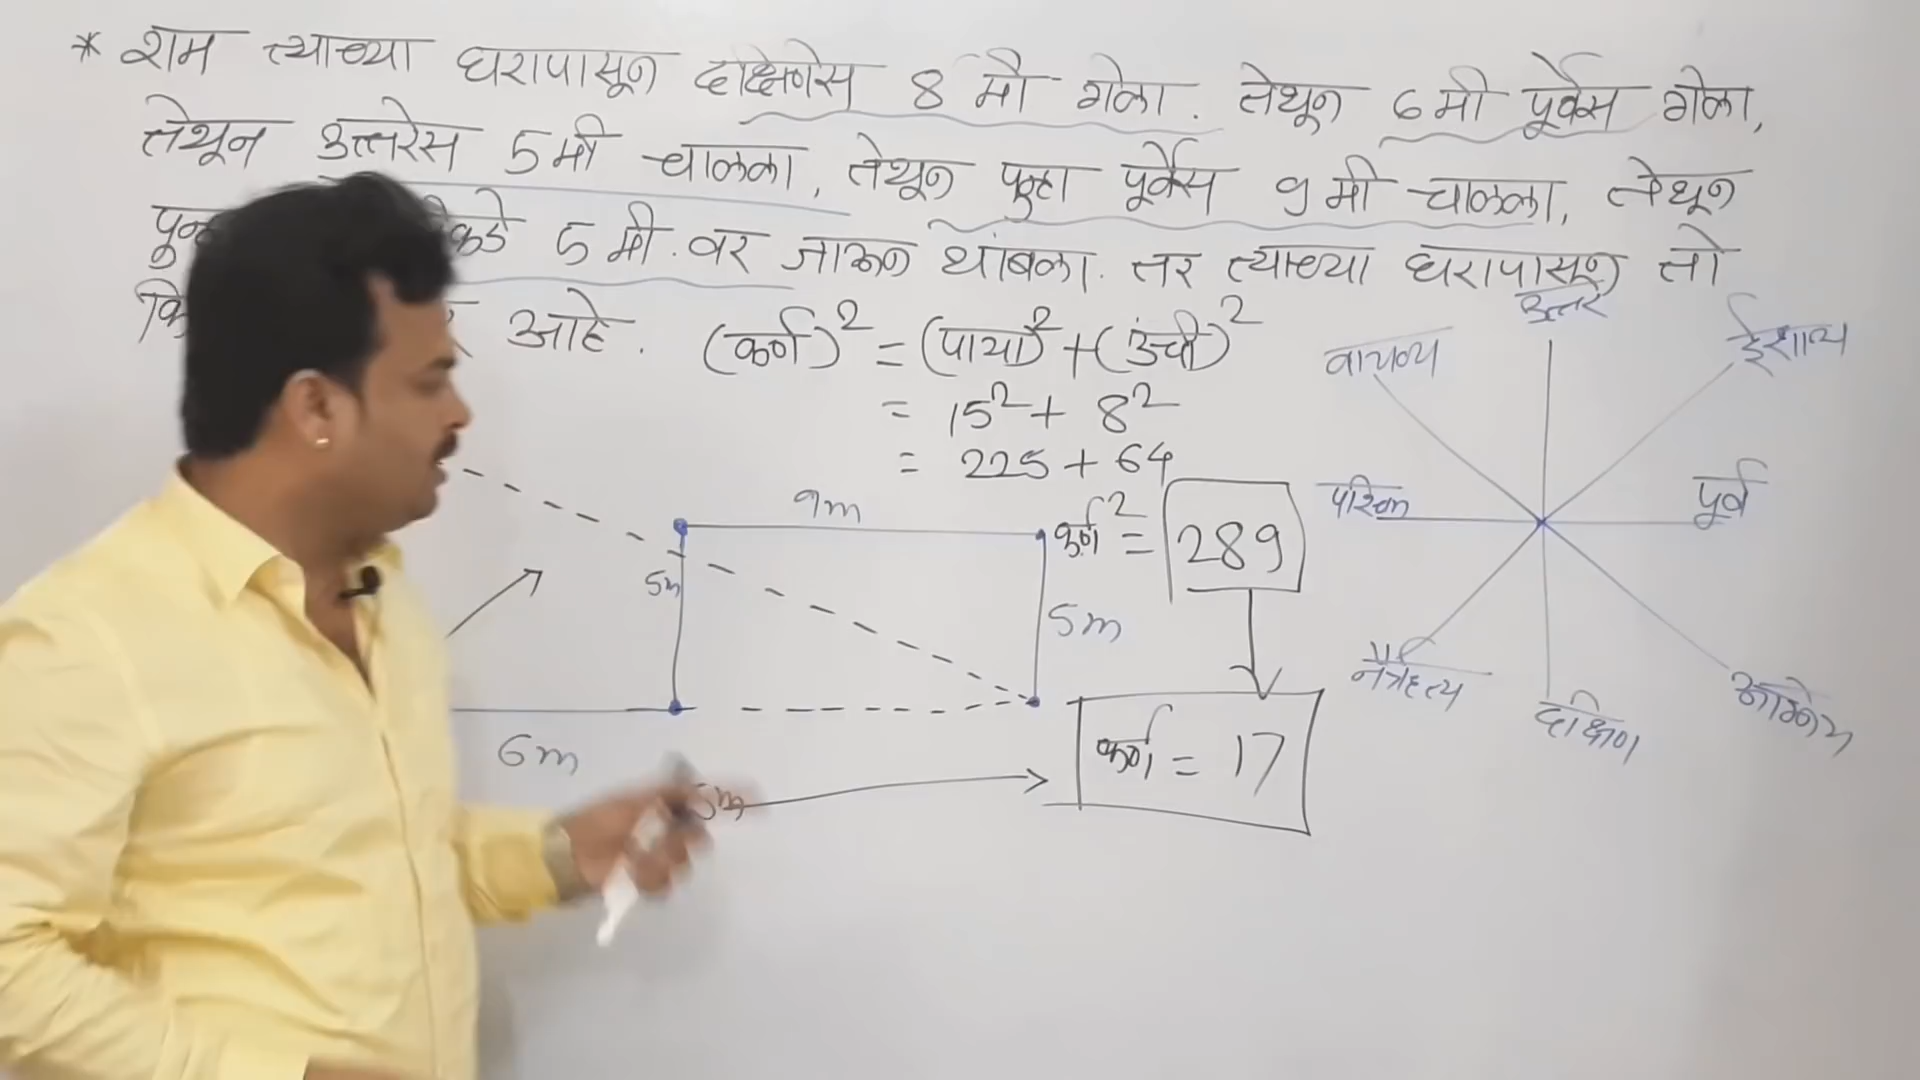 * राम त्याच्या घरापासून दक्षिणेस 8 मी गेला. तेथून 6 मी पूर्वेस गेला,
तेथून उत्तरेस 5 मी चालला, तेथून पुन्हा पूर्वेस 9 मी चालला, तेथून
5 मी. वर जाऊन थांबला. तर त्याच्या घरापासून तो
आहे.
(कर्ण)² = (पाया)² + (उंची)²
= 15² + 8²
= 225 + 64
कर्ण² = 289
कर्ण = 17
9m
5m
5m
6m
5m
उत्तर
ईशान्य
वायव्य
पश्चिम
पूर्व
नैऋत्य
दक्षिण
आग्नेय